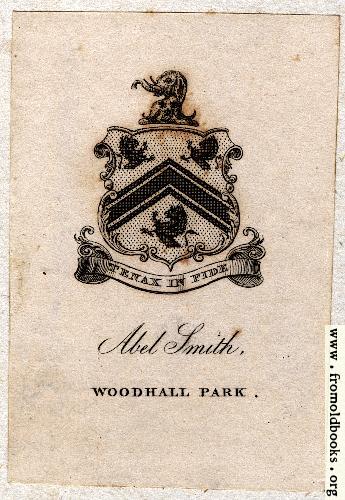 TENAX IN FIDE
Abel Smith,
WOODHALL PARK.
www.fromoldbooks.org